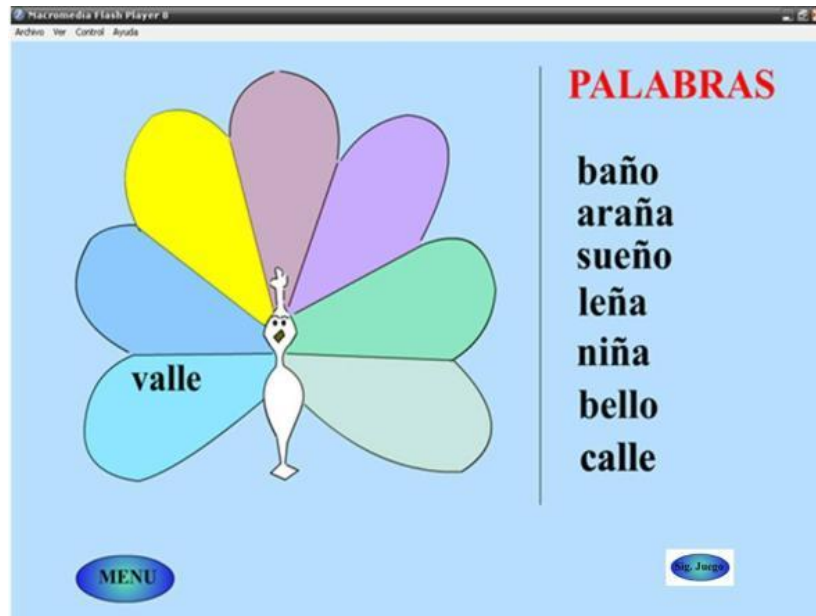 Macromedia Flash Player 8
Archivo Ver Control Ayuda
PALABRAS
baño
araña
sueño
leña
niña
bello
calle
valle
MENU
Sig. Juego